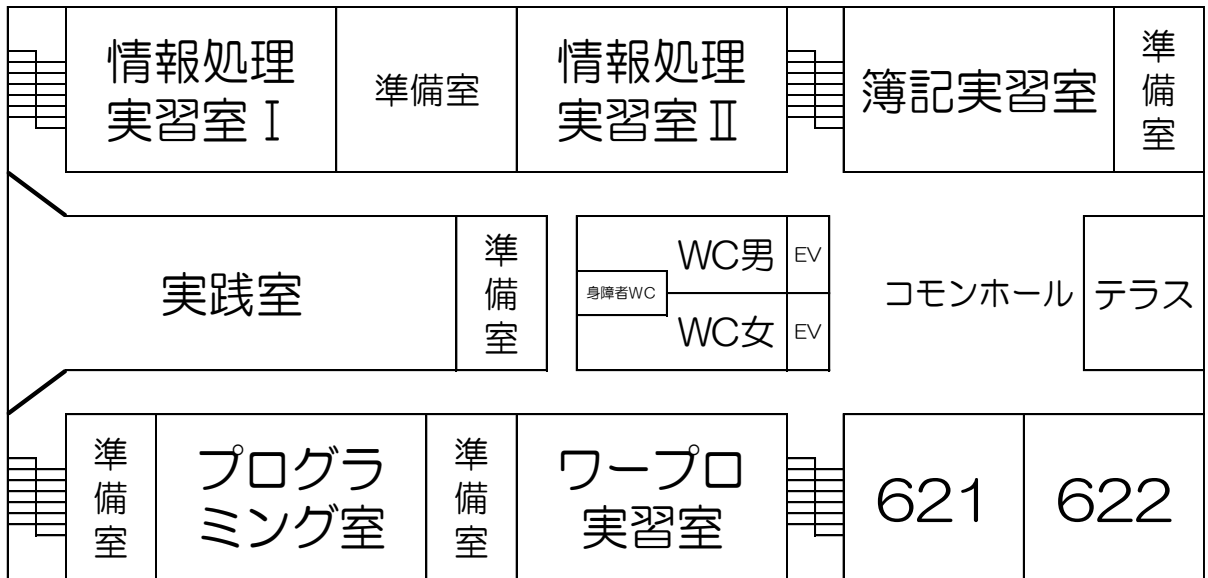 情報処理
実習室Ⅰ
準備室
情報処理
実習室Ⅱ
簿記実習室
準備室
実践室
準備室
WC男
EV
身障者WC
WC女
EV
コモンホール
テラス
準備室
プログラ
ミング室
準備室
ワープロ
実習室
621
622